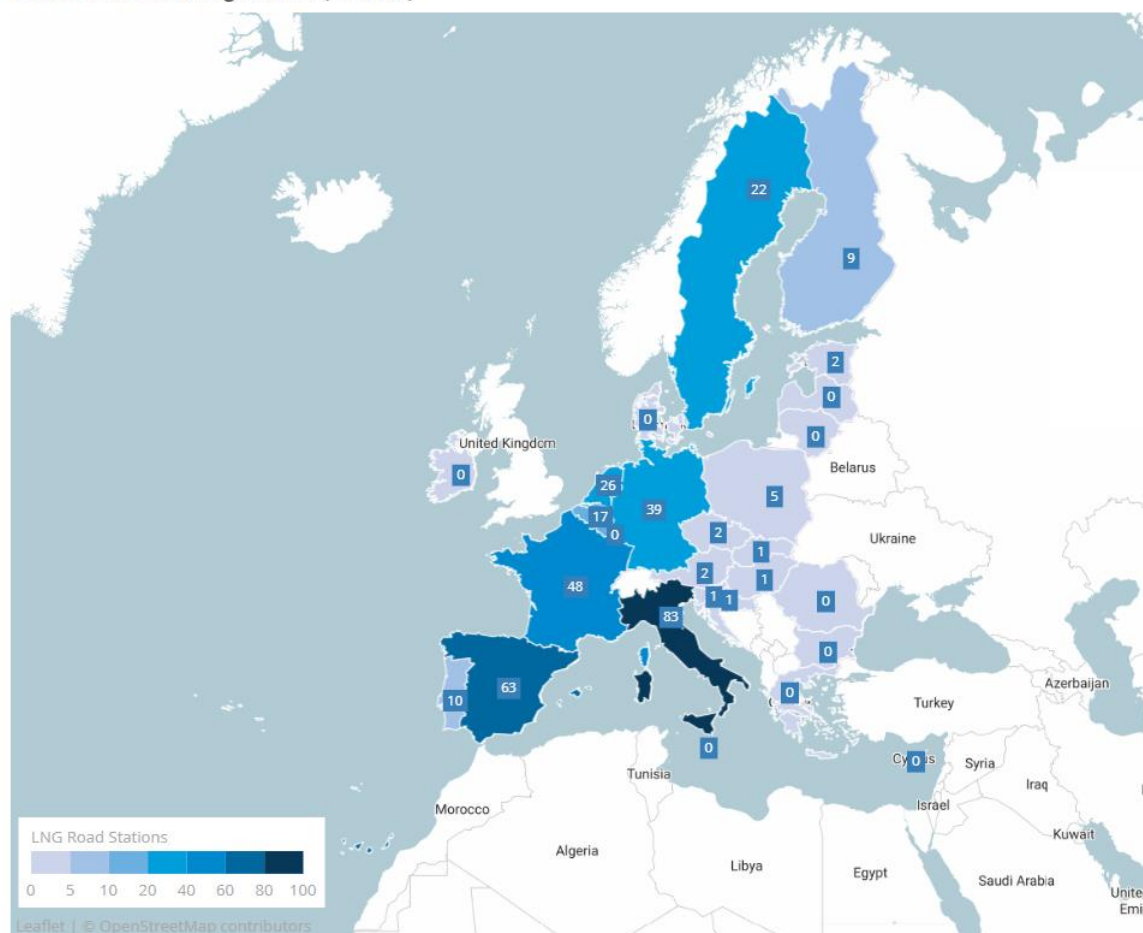 22
9
2
0
0
0
United Kingdom
0
Belarus
26
17
39
5
0
2
Ukraine
1
2
1
48
1
1
0
83
0
63
10
0
Azerbaijan
Turkey
0
Cyprus
0
Syria
Tunisia
Iraq
Israel
Morocco
Kuwait
Algeria
Libya
Egypt
Saudi Arabia
Unite
Emi
LNG Road Stations
0 5 10 20 40 60 80 100
Leaflet | © OpenStreetMap contributors